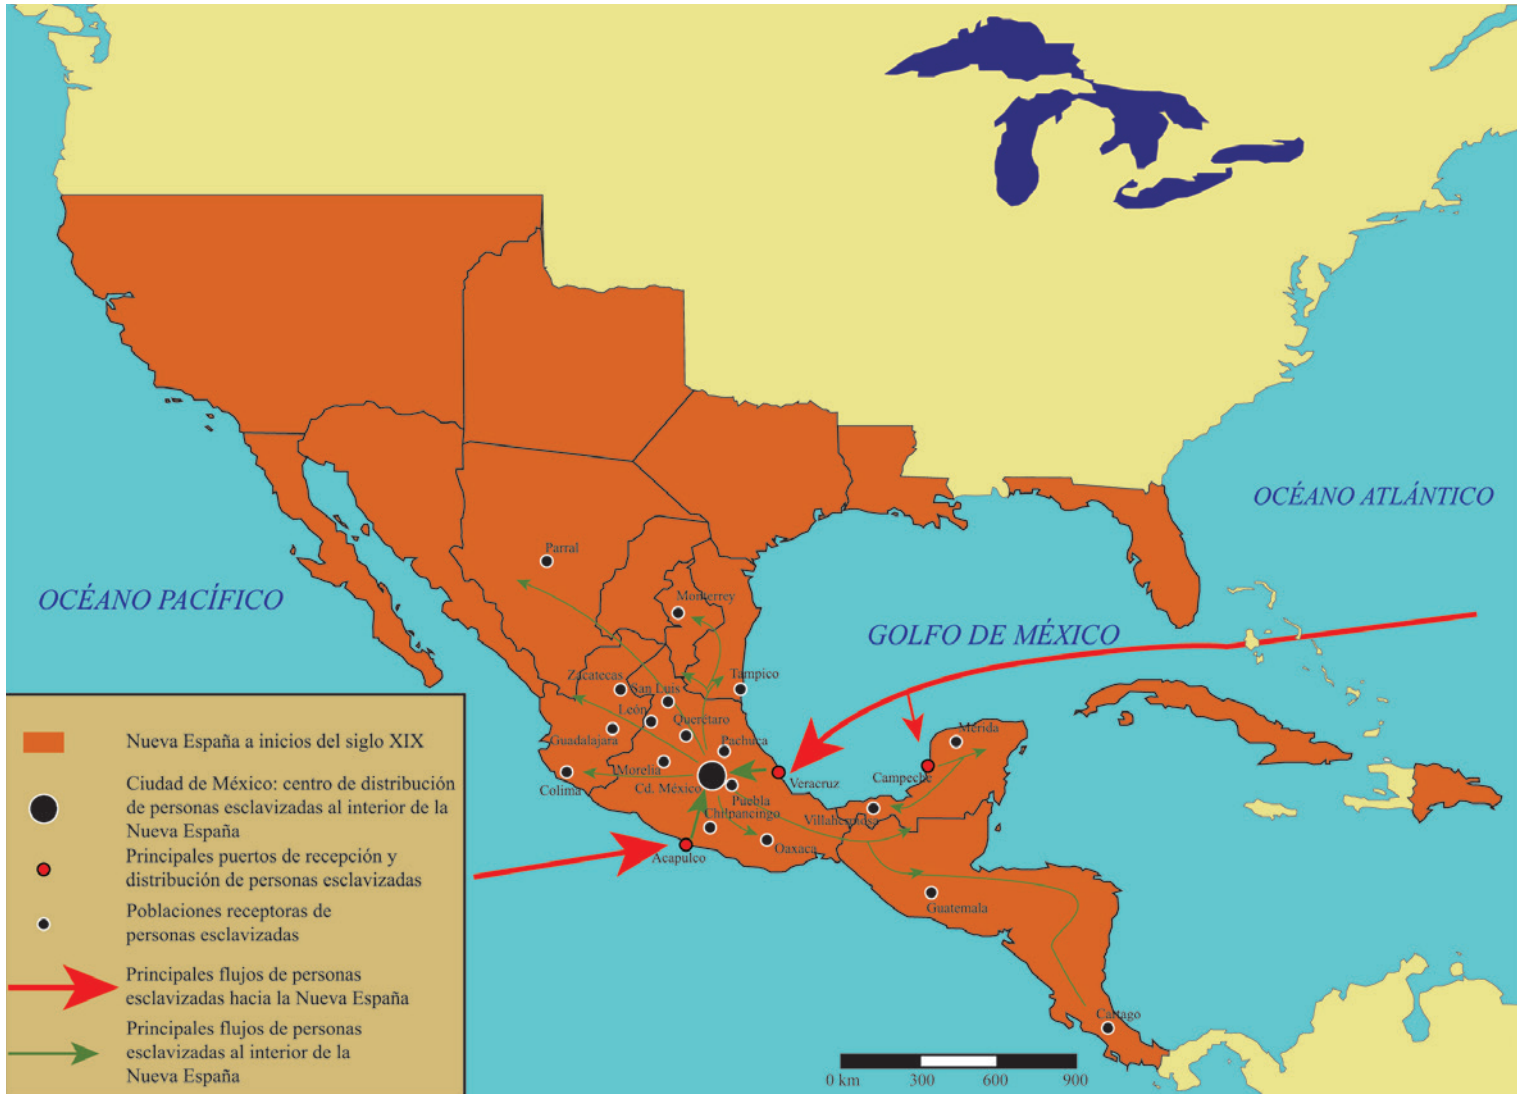 OCÉANO ATLÁNTICO
Parral
OCÉANO PACÍFICO
Monterrey
GOLFO DE MÉXICO
Zacatecas
Tampico
San Luis
León
Querétaro
Guadalajara
Pachuca
Mérida
Morelia
Campeche
Veracruz
Colima
Cd. México
Puebla
Chilpancingo
Villahermosa
Oaxaca
Acapulco
Guatemala
Cartago
Nueva España a inicios del siglo XIX
Ciudad de México: centro de distribución
de personas esclavizadas al interior de la
Nueva España
Principales puertos de recepción y
distribución de personas esclavizadas
Poblaciones receptoras de
personas esclavizadas
Principales flujos de personas
esclavizadas hacia la Nueva España
Principales flujos de personas
esclavizadas al interior de la
Nueva España
0 km 300 600 900